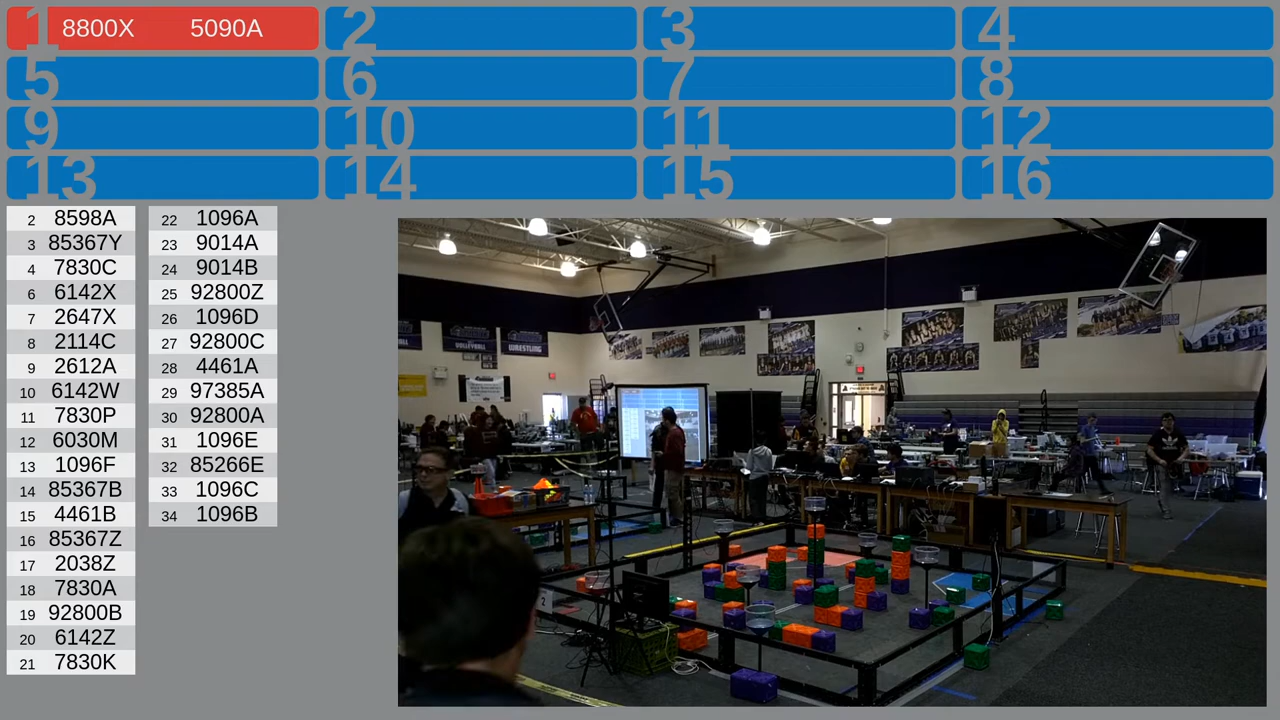 1 8800X 5090A
2
3
4
5
6
7
8
9
10
11
12
13
14
15
16
2 8598A
3 85367Y
4 7830C
6 6142X
7 2647X
8 2114C
9 2612A
10 6142W
11 7830P
12 6030M
13 1096F
14 85367B
15 4461B
16 85367Z
17 2038Z
18 7830A
19 92800B
20 6142Z
21 7830K
22 1096A
23 9014A
24 9014B
25 92800Z
26 1096D
27 92800C
28 4461A
29 97385A
30 92800A
31 1096E
32 85266E
33 1096C
34 1096B
VOLLEYBALL
WRESTLING